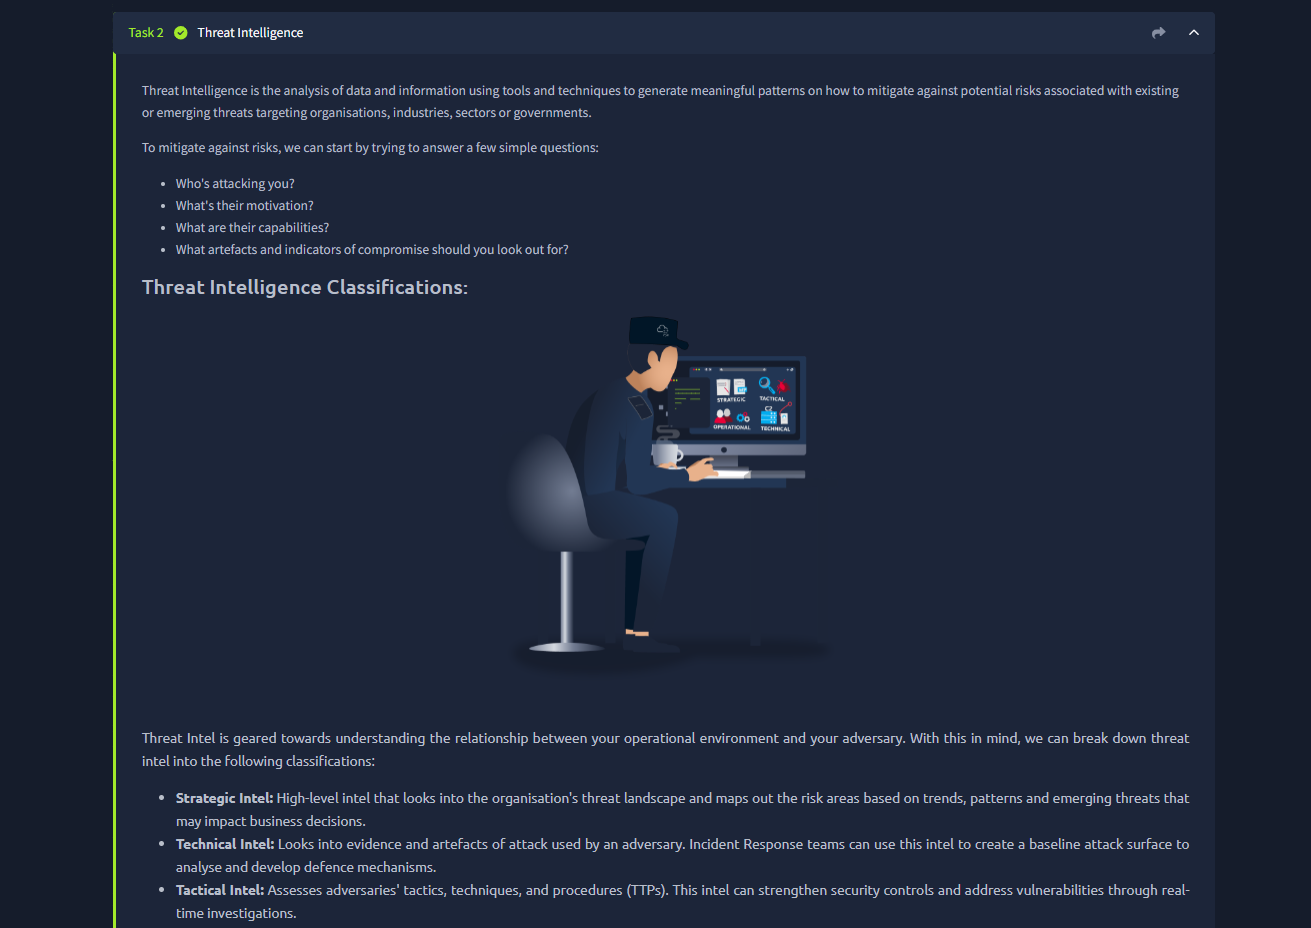 Task 2 Threat Intelligence
Threat Intelligence is the analysis of data and information using tools and techniques to generate meaningful patterns on how to mitigate against potential risks associated with existing
or emerging threats targeting organisations, industries, sectors or governments.
To mitigate against risks, we can start by trying to answer a few simple questions:
• Who's attacking you?
• What's their motivation?
• What are their capabilities?
• What artefacts and indicators of compromise should you look out for?
Threat Intelligence Classifications:
STRATEGIC TACTICAL
C2
OPERATIONAL TECHNICAL
Threat Intel is geared towards understanding the relationship between your operational environment and your adversary. With this in mind, we can break down threat
intel into the following classifications:
• Strategic Intel: High-level intel that looks into the organisation's threat landscape and maps out the risk areas based on trends, patterns and emerging threats that
may impact business decisions.
• Technical Intel: Looks into evidence and artefacts of attack used by an adversary. Incident Response teams can use this intel to create a baseline attack surface to
analyse and develop defence mechanisms.
• Tactical Intel: Assesses adversaries' tactics, techniques, and procedures (TTPs). This intel can strengthen security controls and address vulnerabilities through real-
time investigations.